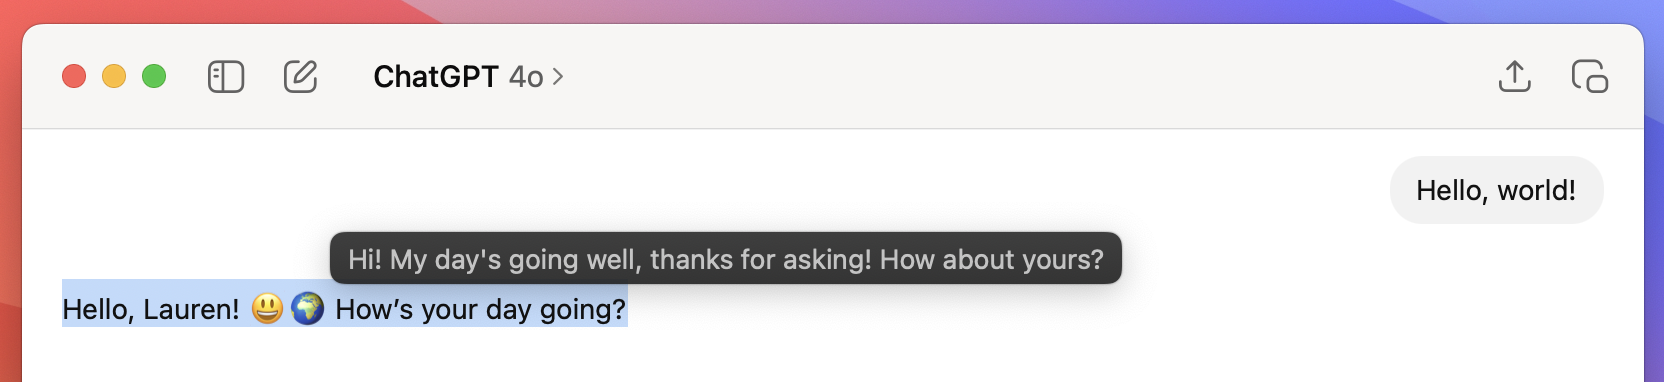 ChatGPT 4o >
Hello, world!
Hi! My day's going well, thanks for asking! How about yours?
Hello, Lauren! 😃🌍 How’s your day going?